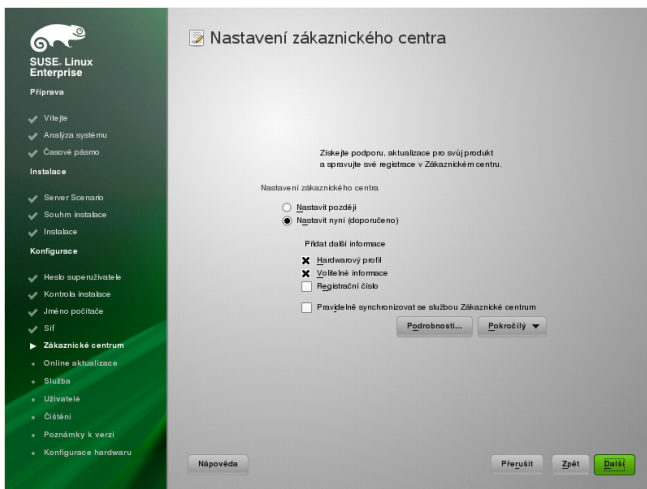 SUSE. Linux
Enterprise
Příprava
Vítejte
Analýza systému
Časové pásmo
Instalace
Server Scenario
Souhrn instalace
Instalace
Konfigurace
Heslo superuživatele
Kontrola instalace
Jméno počítače
Síť
Zákaznické centrum
Online aktualizace
Služba
Uživatelé
Čištění
Poznámky k verzi
Konfigurace hardwaru
Nastavení zákaznického centra
Získejte podporu, aktualizace pro svůj produkt
a spravujte své registrace v Zákaznickém centru.
Nastavení zákaznického centra
Nastavit později
Nastavit nyní (doporučeno)
Přidat další informace
Hardwarový profil
Volitelné informace
Registrační číslo
Pravidelně synchronizovat se službou Zákaznické centrum
Podrobnosti...
Pokročilý
Nápověda
Přerušit
Zpět
Další